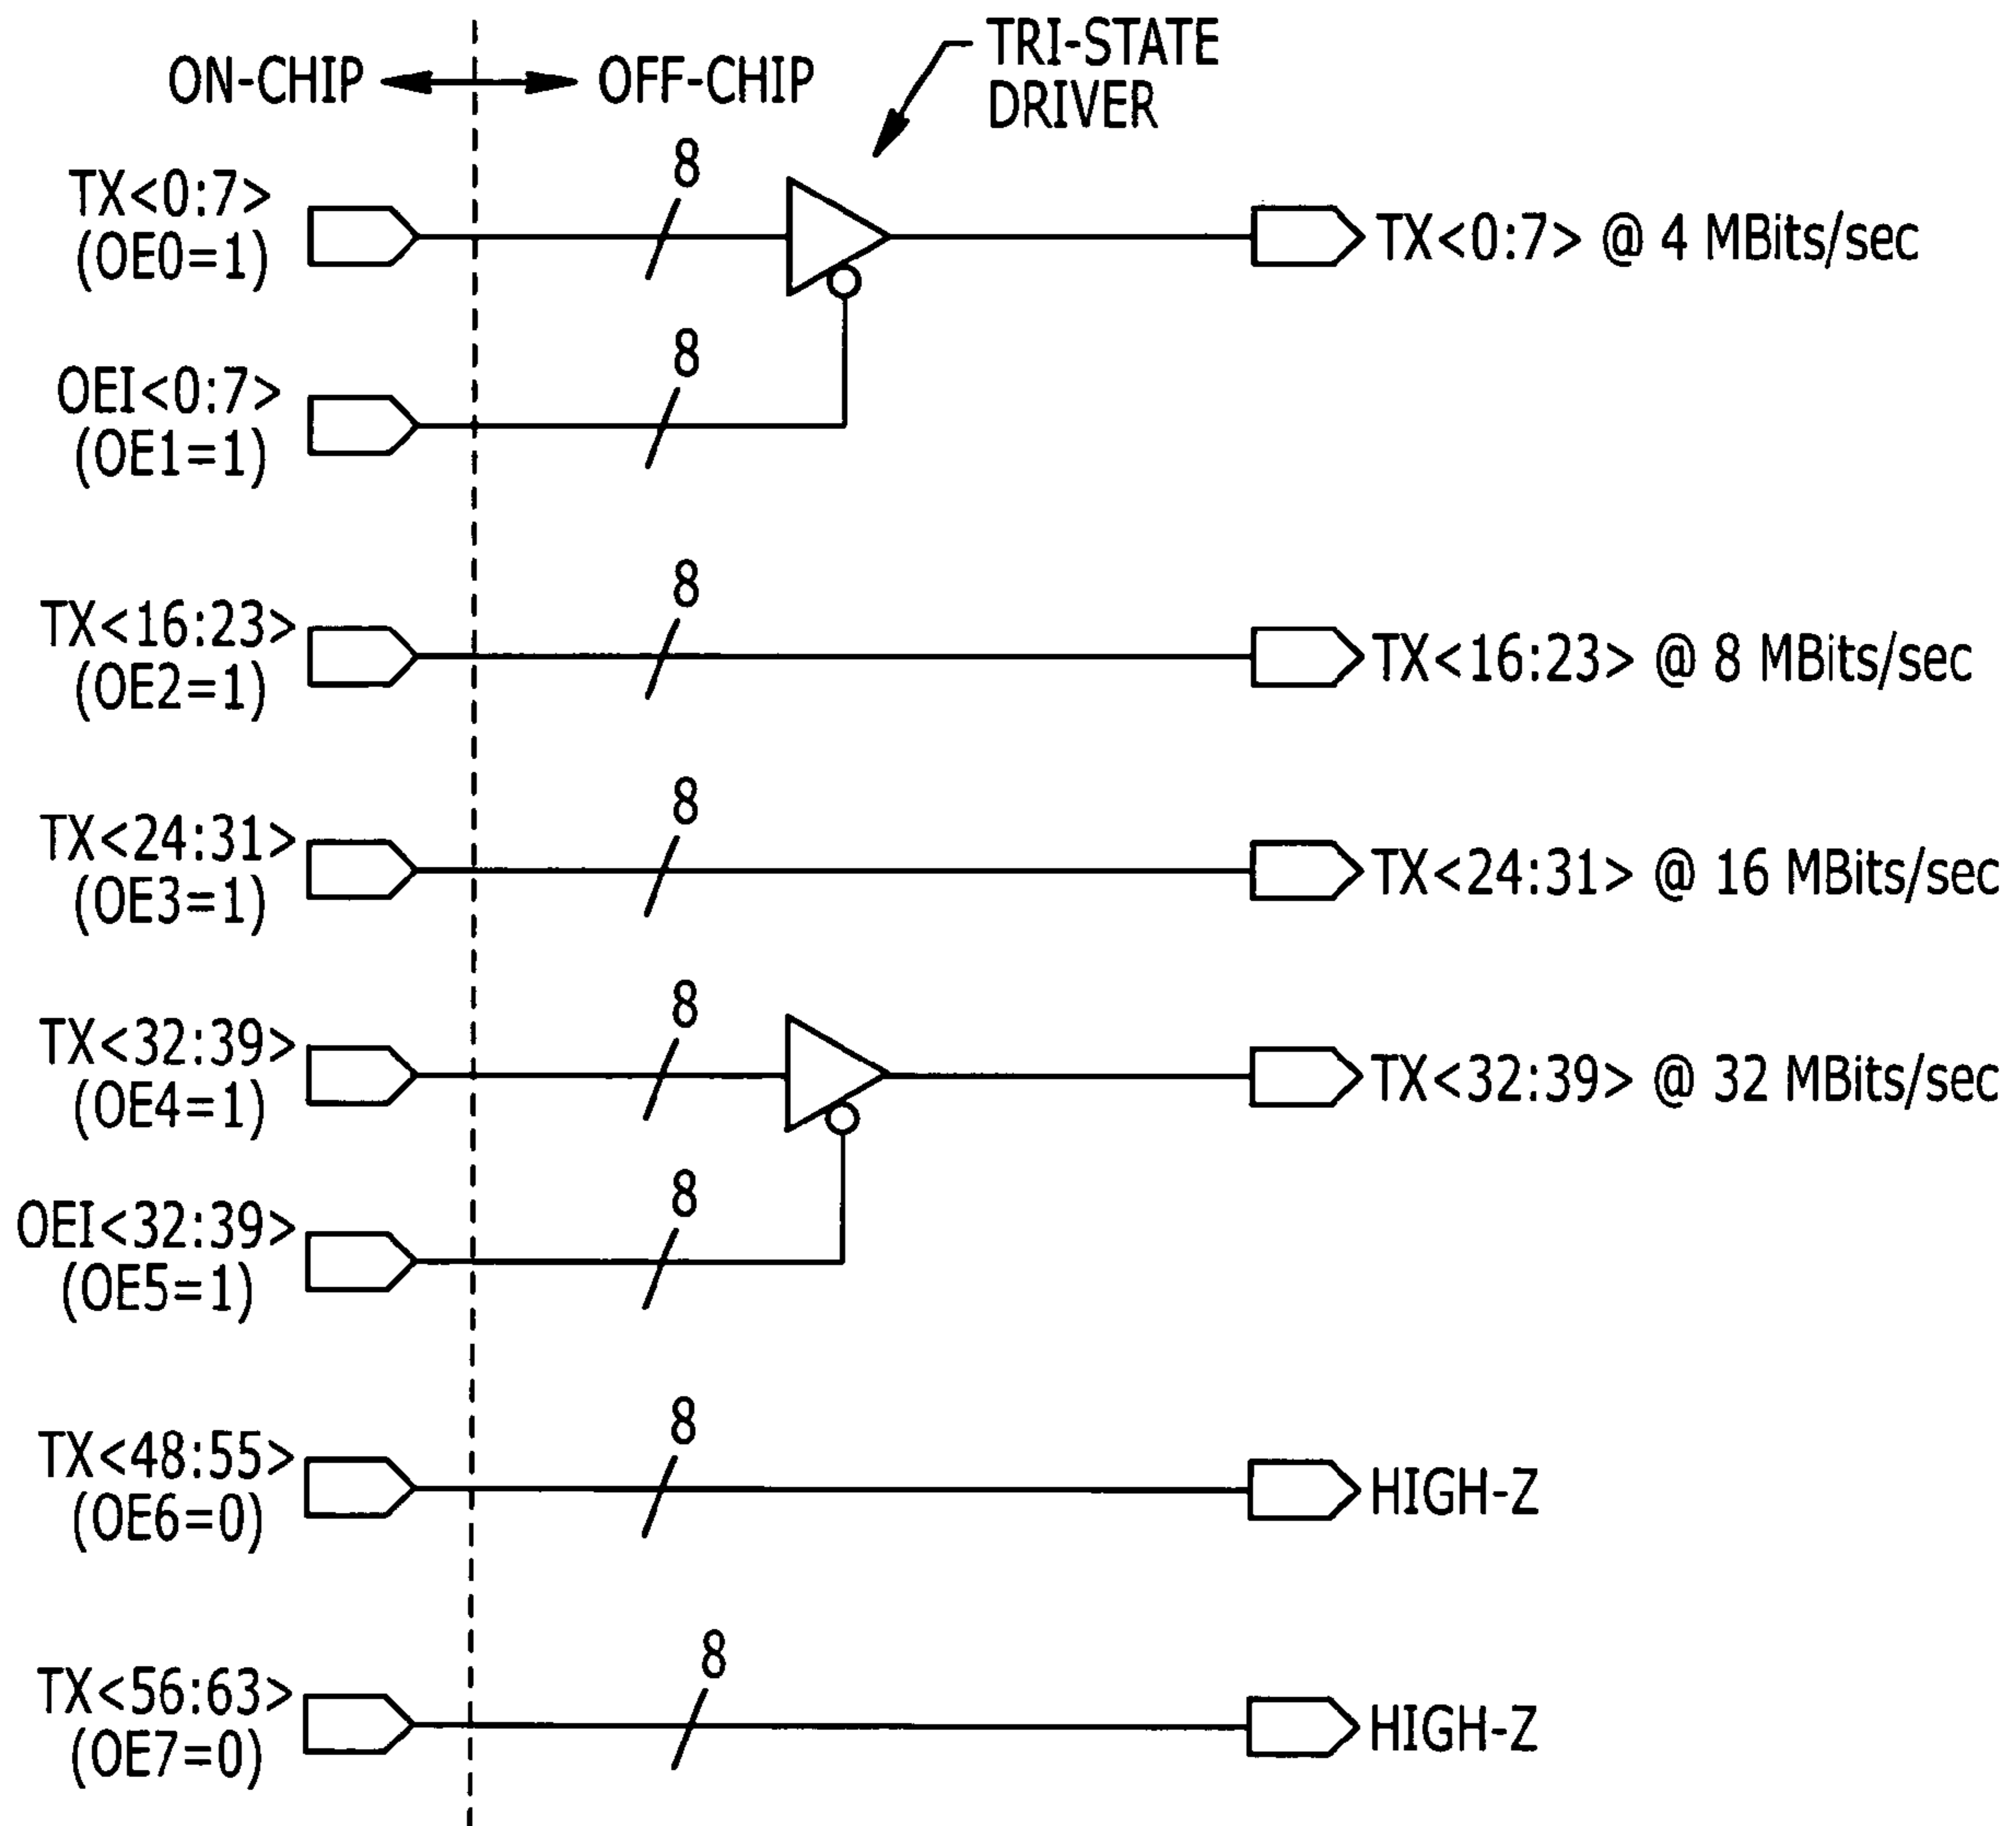 ON-CHIP
OFF-CHIP
TRI-STATE
DRIVER
8
TX<0:7>
(OE0=1)
TX<0:7> @ 4 MBits/sec
8
OEI<0:7>
(OE1=1)
8
TX<16:23>
(OE2=1)
TX<16:23> @ 8 MBits/sec
8
TX<24:31>
(OE3=1)
TX<24:31> @ 16 MBits/sec
8
TX<32:39>
(OE4=1)
TX<32:39> @ 32 MBits/sec
8
OEI<32:39>
(OE5=1)
8
TX<48:55>
(OE6=0)
HIGH-Z
8
TX<56:63>
(OE7=0)
HIGH-Z